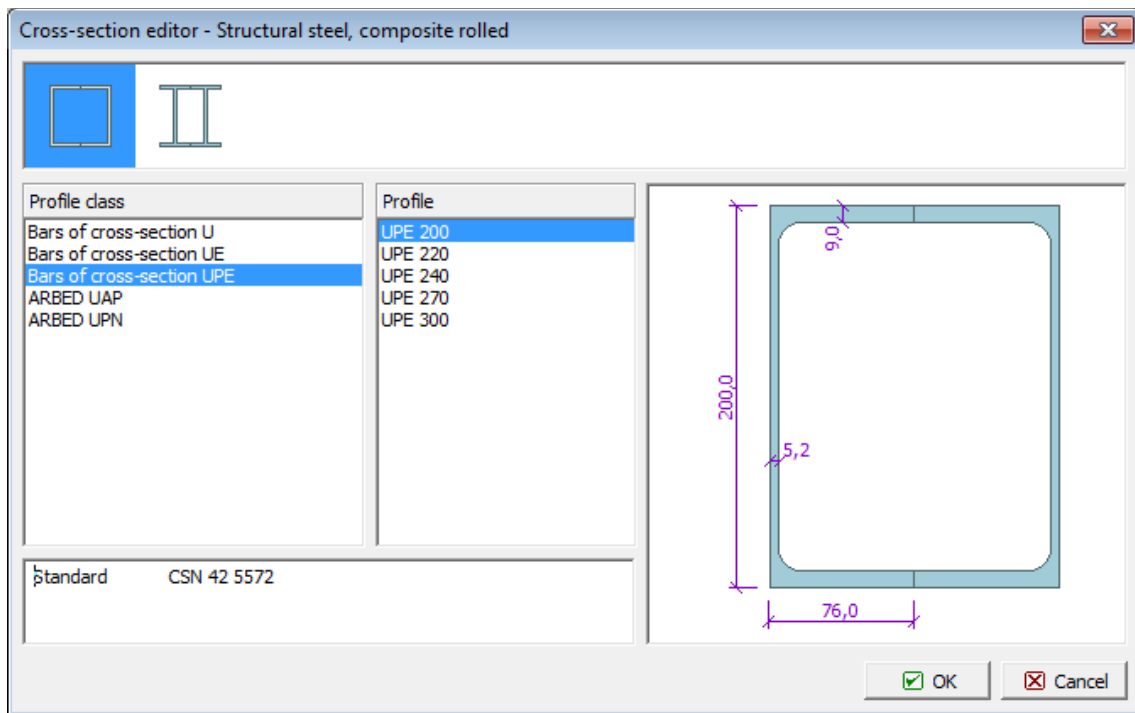 Cross-section editor - Structural steel, composite rolled
Profile class
Bars of cross-section U
Bars of cross-section UE
Bars of cross-section UPE
ARBED UAP
ARBED UPN
Profile
UPE 200
UPE 220
UPE 240
UPE 270
UPE 300
9,0
200,0
5,2
76,0
Standard CSN 42 5572
OK
Cancel